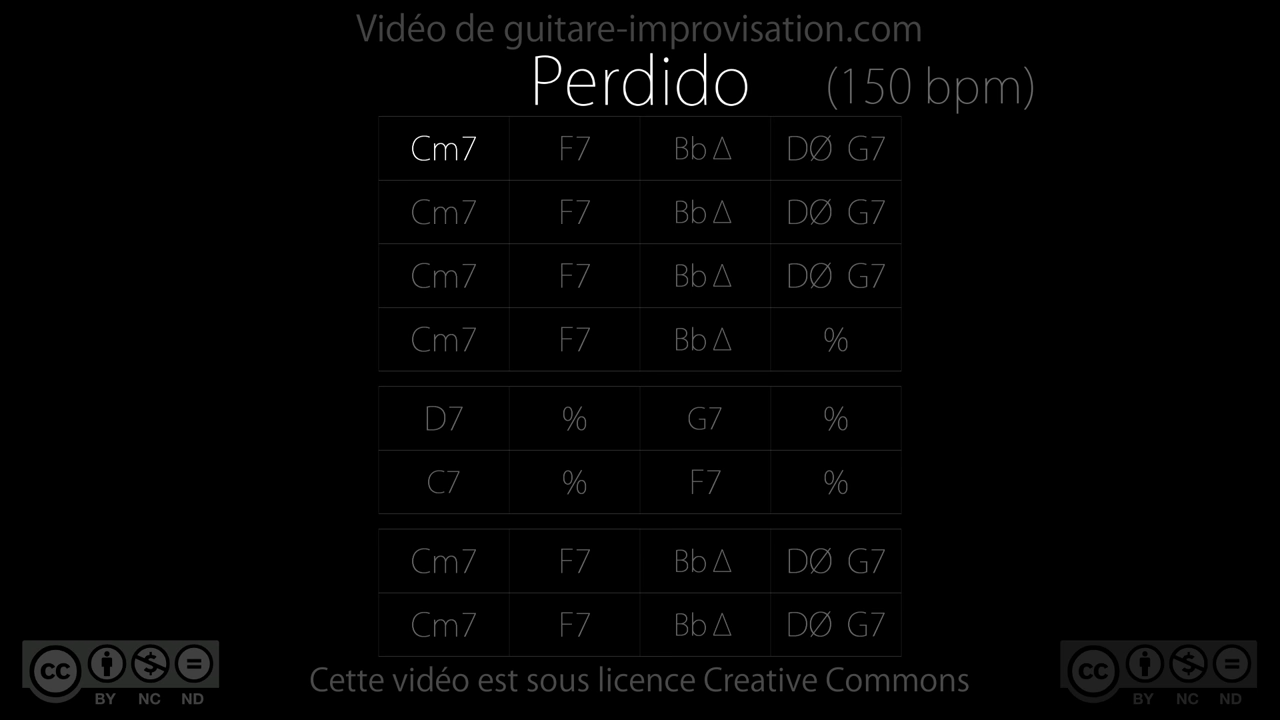 Vidéo de guitare-improvisation.com
Perdido (150 bpm)
Cm7 F7 Bb Δ DØ G7
Cm7 F7 Bb Δ DØ G7
Cm7 F7 Bb Δ DØ G7
Cm7 F7 Bb Δ %
D7 % G7 %
C7 % F7 %
Cm7 F7 Bb Δ DØ G7
Cm7 F7 Bb Δ DØ G7
cc BY NC ND
Cette vidéo est sous licence Creative Commons
cc BY NC ND